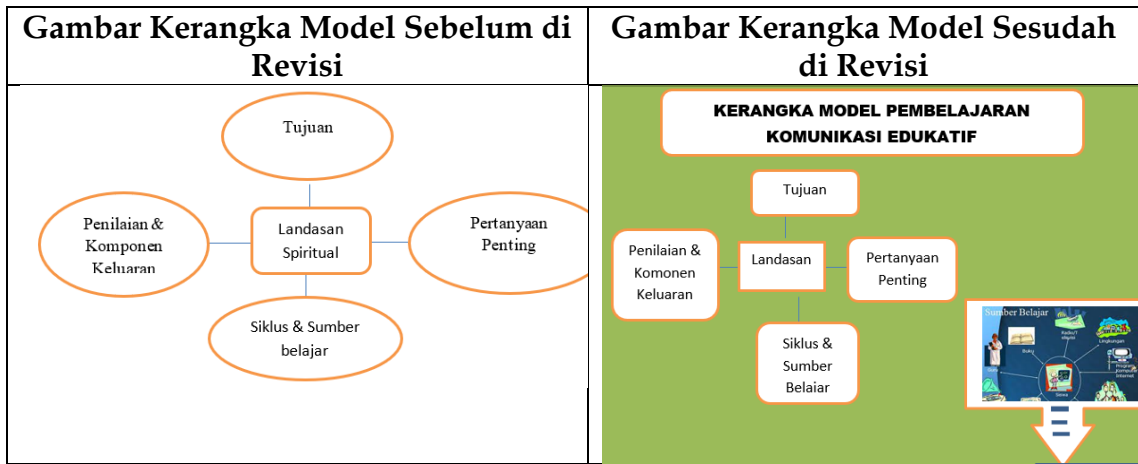 Gambar Kerangka Model Sebelum di
Revisi
Gambar Kerangka Model Sesudah
di Revisi
Tujuan
Penilaian &
Komponen
Keluaran
Landasan
Spiritual
Pertanyaan
Penting
Siklus & Sumber
belajar
KERANGKA MODEL PEMBELAJARAN
KOMUNIKASI EDUKATIF
Tujuan
Penilaian &
Komonen
Keluaran
Landasan
Pertanyaan
Penting
Siklus &
Sumber
Belaiar
Sumber Belajar
Lingkungan
Buku